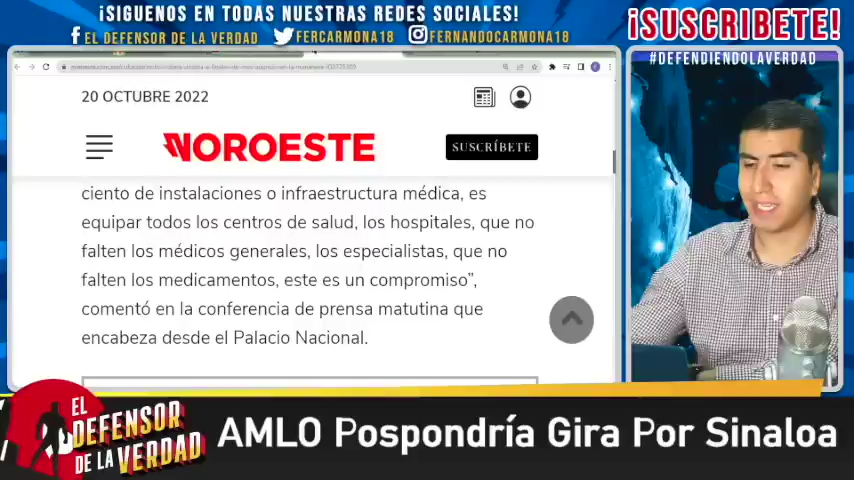 ¡SIGUENOS EN TODAS NUESTRAS REDES SOCIALES!
EL DEFENSOR DE LA VERDAD FERCARMONA18 FERNANDOCARMONA18
¡SUSCRIBETE!
#DEFENDIENDOLAVERDAD
20 OCTUBRE 2022
NOROESTE
SUSCRÍBETE
ciento de instalaciones o infraestructura médica, es
equipar todos los centros de salud, los hospitales, que no
falten los médicos generales, los especialistas, que no
falten los medicamentos, este es un compromiso”,
comentó en la conferencia de prensa matutina que
encabeza desde el Palacio Nacional.
EL
DEFENSOR
DE LA VERDAD
AMLO Pospondría Gira Por Sinaloa